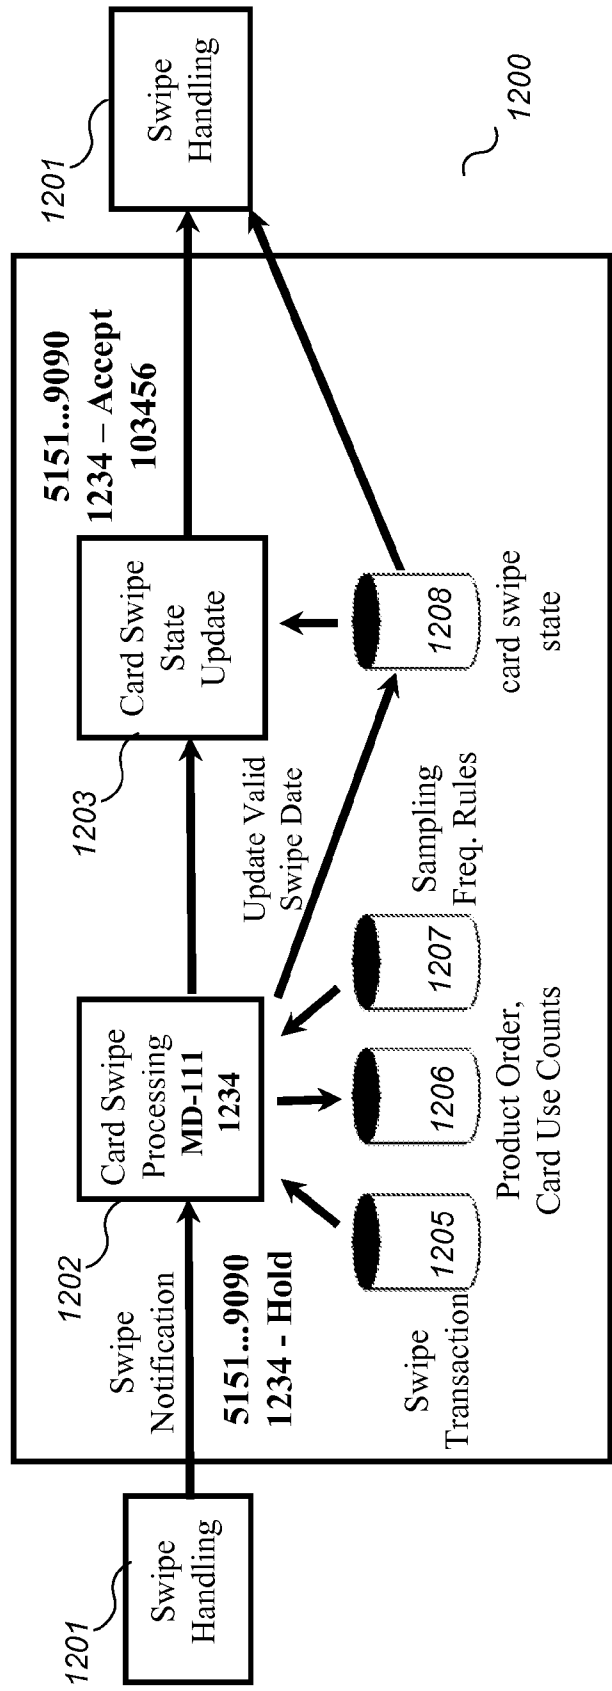 1201
Swipe
Handling
Swipe
Notification
5151...9090
1234 - Hold
1202
Card Swipe
Processing
MD-111
1234
1203
Card Swipe
State
Update
5151...9090
1234 – Accept
103456
1201
Swipe
Handling
Update Valid
Swipe Date
1205
Swipe
Transaction
1206
Product Order,
Card Use Counts
1207
Sampling
Freq. Rules
1208
card swipe
state
1200